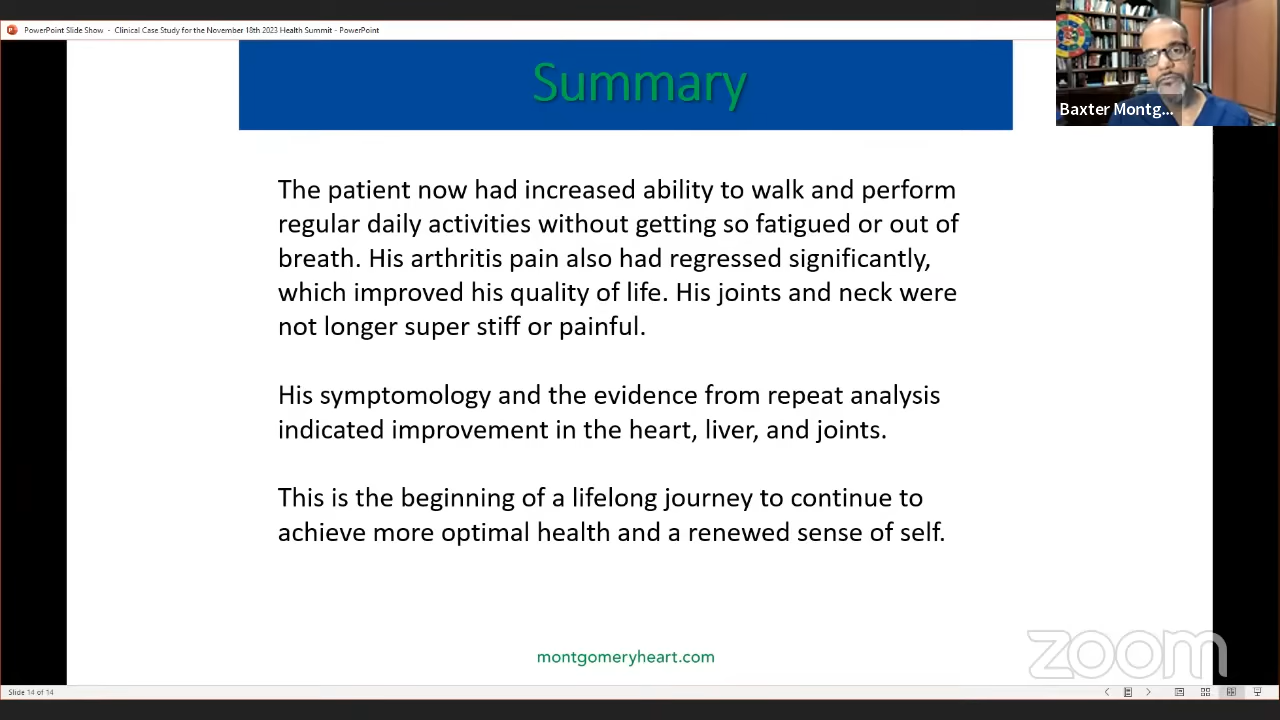 PowerPoint Slide Show - Clinical Case Study for the November 18th 2023 Health Summit - PowerPoint
Summary
Baxter Montg...
The patient now had increased ability to walk and perform
regular daily activities without getting so fatigued or out of
breath. His arthritis pain also had regressed significantly,
which improved his quality of life. His joints and neck were
not longer super stiff or painful.
His symptomology and the evidence from repeat analysis
indicated improvement in the heart, liver, and joints.
This is the beginning of a lifelong journey to continue to
achieve more optimal health and a renewed sense of self.
montgomeryheart.com
zoom
Slide 14 of 14